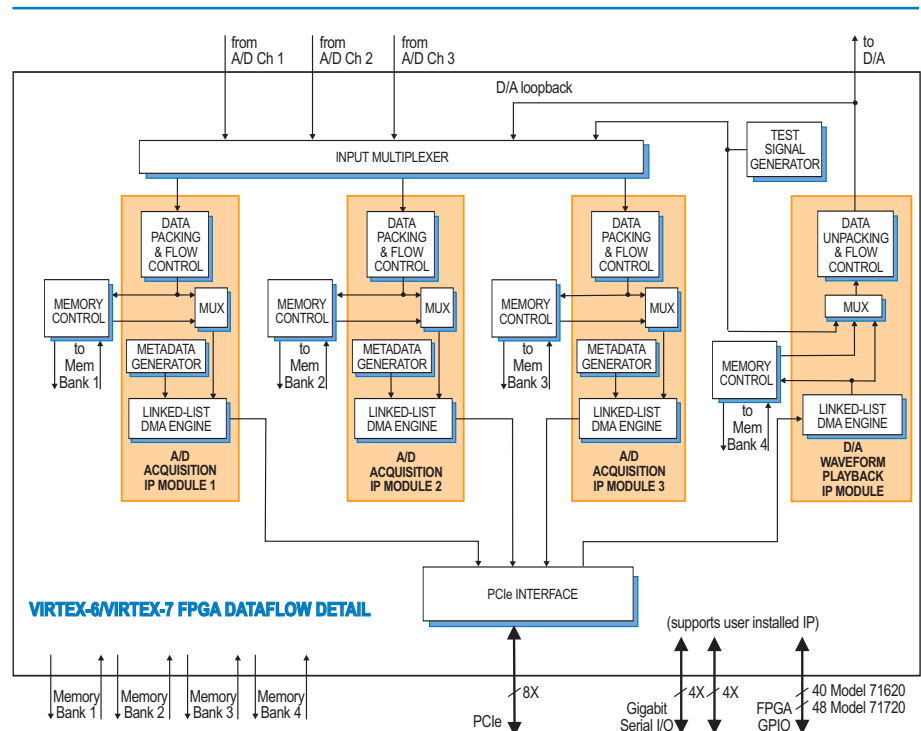 from
A/D Ch 1
from
A/D Ch 2
from
A/D Ch 3
to
D/A
D/A loopback
INPUT MULTIPLEXER
TEST
SIGNAL
GENERATOR
DATA
PACKING
& FLOW
CONTROL
MEMORY
CONTROL
MUX
to
Mem
Bank 1
METADATA
GENERATOR
LINKED-LIST
DMA ENGINE
A/D
ACQUISITION
IP MODULE 1
DATA
PACKING
& FLOW
CONTROL
MEMORY
CONTROL
MUX
to
Mem
Bank 2
METADATA
GENERATOR
LINKED-LIST
DMA ENGINE
A/D
ACQUISITION
IP MODULE 2
DATA
PACKING
& FLOW
CONTROL
MEMORY
CONTROL
MUX
to
Mem
Bank 3
METADATA
GENERATOR
LINKED-LIST
DMA ENGINE
A/D
ACQUISITION
IP MODULE 3
DATA
UNPACKING
& FLOW
CONTROL
MUX
MEMORY
CONTROL
to
Mem
Bank 4
LINKED-LIST
DMA ENGINE
D/A
WAVEFORM
PLAYBACK
IP MODULE
PCIe INTERFACE
VIRTEX-6/VIRTEX-7 FPGA DATAFLOW DETAIL
(supports user installed IP)
Memory
Bank 1
Memory
Bank 2
Memory
Bank 3
Memory
Bank 4
8X
PCIe
4X
4X
Gigabit
Serial I/O
40 Model 71620
48 Model 71720
FPGA
GPIO